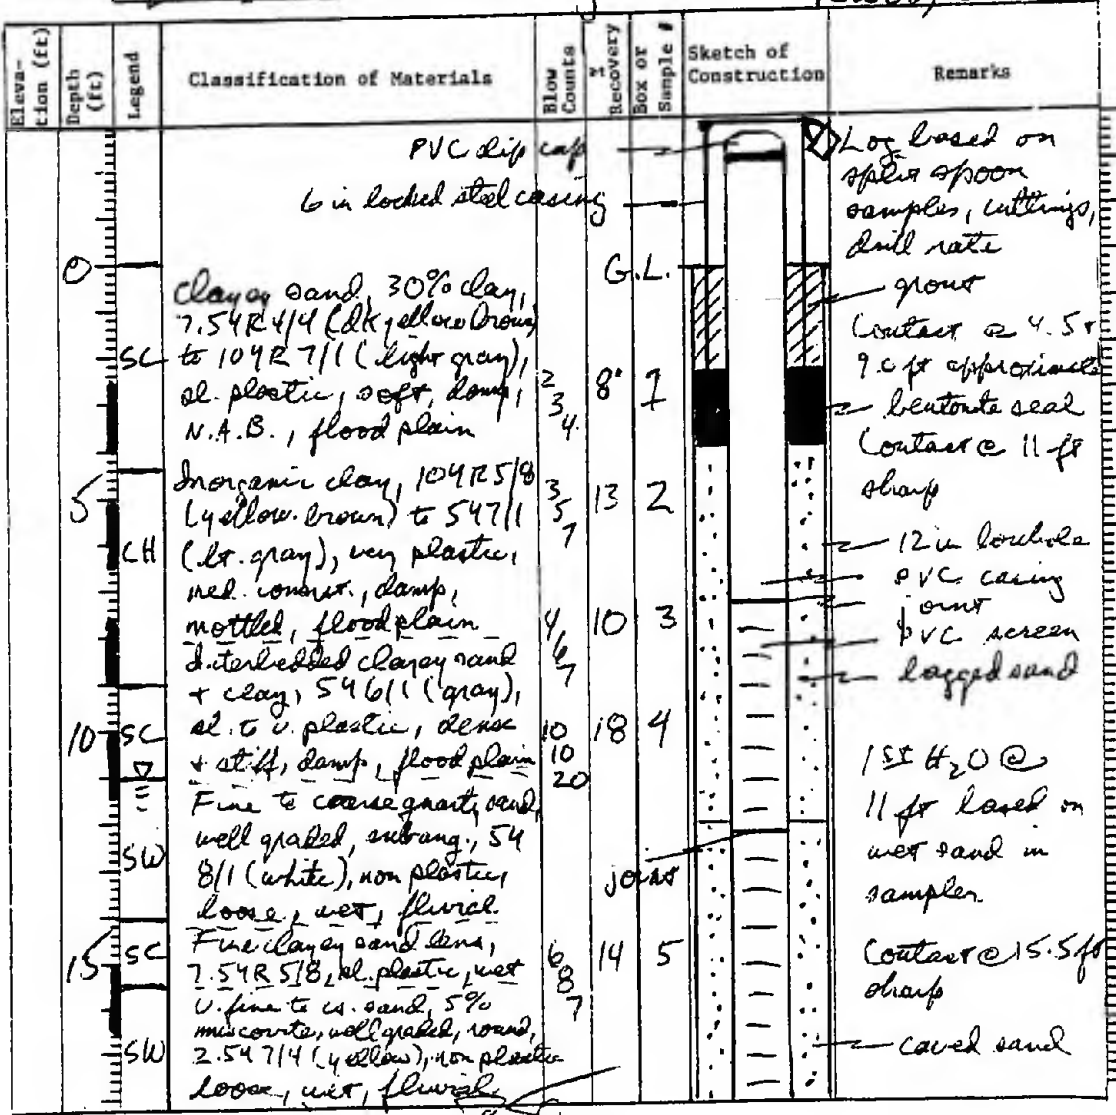 Eleva-
tion (ft)
Depth
(ft)
Legend
Classification of Materials
Blow
Counts
Recovery
Box or
Sample #
Sketch of
Construction
Remarks
PVC slip cap
6 in locked steel casing
G.L.
Log based on
split spoon
samples, cuttings,
drill rate
grout
Contact @ 4.5 +
9.0 ft approximate
bentonite seal
Contact @ 11 ft
sharp
12 in borehole
PVC casing
joint
PVC screen
bagged sand
1ST H2O @
11 ft based on
wet sand in
sampler
Contact @ 15.5 ft
sharp
caved sand
joint
0
SC
Clayey sand, 30% clay,
7.5YR 4/4 (dk yellow brown)
to 10YR 7/1 (light gray),
sl. plastic, soft, damp,
N.A.B., flood plain
2
3
4
8"
1
5
CH
Inorganic clay, 10YR 5/8
(yellow-brown) to 5Y7/1
(lt. gray), very plastic,
med. consist., damp,
mottled, flood plain
3
5
7
13
2
4
6
7
10
3
10
SC
Interbedded clayey sand
+ clay, 5Y 6/1 (gray),
sl. to v. plastic, dense
+ stiff, damp, flood plain
10
10
20
18
4
SW
Fine to coarse quartz sand,
well graded, subang., 5Y
8/1 (white), non plastic,
loose, wet, fluvial
15
SC
Fine clayey sand lens,
7.5YR 5/8, sl. plastic, wet
6
8
7
14
5
SW
V. fine to cs. sand, 5%
muscovite, well graded, round,
2.5Y 7/4 (yellow), non plastic
loose, wet, fluvial